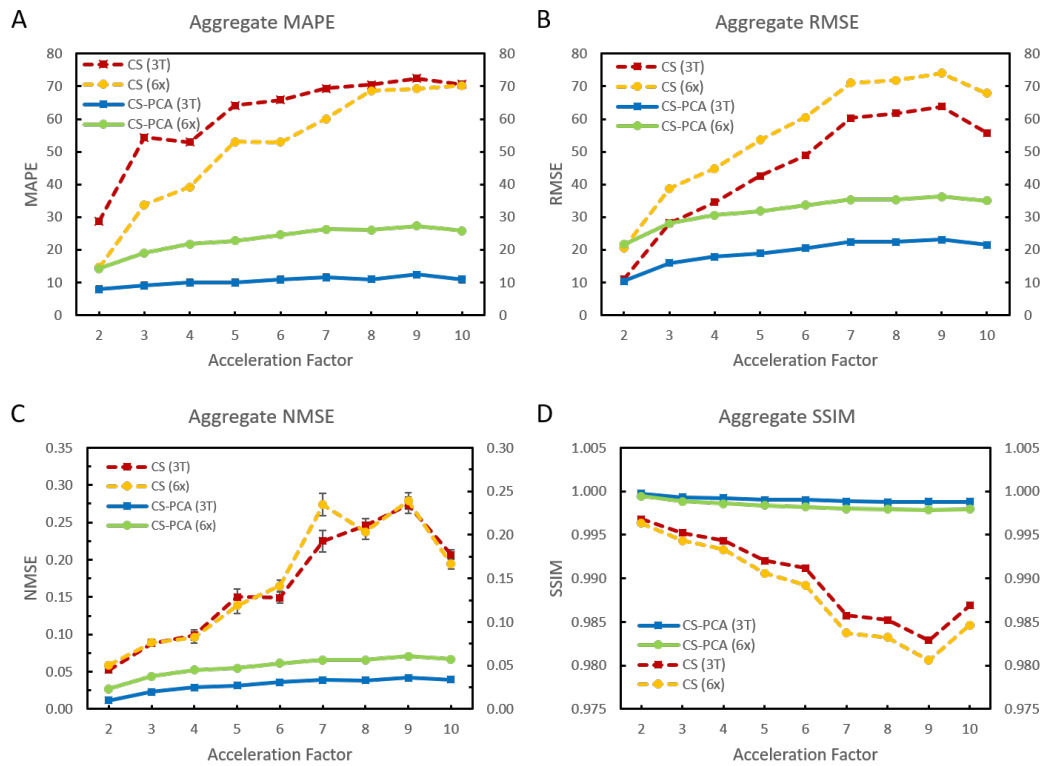 A
Aggregate MAPE
80 80
70 70
60 60
50 50
40 40
30 30
20 20
10 10
0 0
MAPE
CS (3T)
CS (6x)
CS-PCA (3T)
CS-PCA (6x)
2 3 4 5 6 7 8 9 10
Acceleration Factor
B
Aggregate RMSE
80 80
70 70
60 60
50 50
40 40
30 30
20 20
10 10
0 0
RMSE
CS (3T)
CS (6x)
CS-PCA (3T)
CS-PCA (6x)
2 3 4 5 6 7 8 9 10
Acceleration Factor
C
Aggregate NMSE
0.35 0.30
0.30 0.25
0.25 0.20
0.20 0.15
0.15 0.10
0.10 0.05
0.05 0.00
0.00
NMSE
CS (3T)
CS (6x)
CS-PCA (3T)
CS-PCA (6x)
2 3 4 5 6 7 8 9 10
Acceleration Factor
D
Aggregate SSIM
1.005 1.005
1.000 1.000
0.995 0.995
0.990 0.990
0.985 0.985
0.980 0.980
0.975 0.975
SSIM
CS-PCA (3T)
CS-PCA (6x)
CS (3T)
CS (6x)
2 3 4 5 6 7 8 9 10
Acceleration Factor